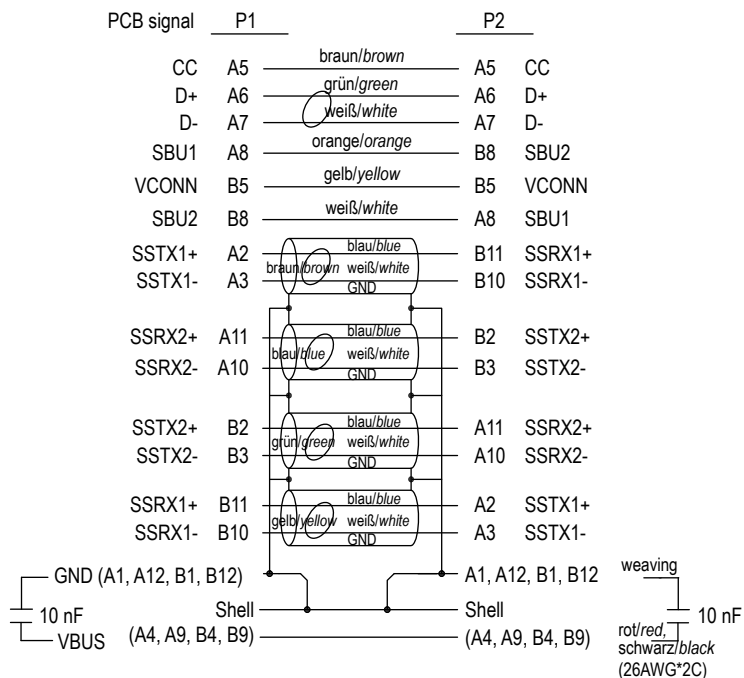 PCB signal P1 P2
CC A5 braun/brown A5 CC
D+ A6 grün/green A6 D+
D- A7 weiß/white A7 D-
SBU1 A8 orange/orange B8 SBU2
VCONN B5 gelb/yellow B5 VCONN
SBU2 B8 weiß/white A8 SBU1
SSTX1+ A2 blau/blue B11 SSRX1+
braun/brown weiß/white
SSTX1- A3 GND B10 SSRX1-
SSRX2+ A11 blau/blue B2 SSTX2+
blau/blue weiß/white
SSRX2- A10 GND B3 SSTX2-
SSTX2+ B2 blau/blue A11 SSRX2+
grün/green weiß/white
SSTX2- B3 GND A10 SSRX2-
SSRX1+ B11 blau/blue A2 SSTX1+
gelb/yellow weiß/white
SSRX1- B10 GND A3 SSTX1-
GND (A1, A12, B1, B12) A1, A12, B1, B12 weaving
10 nF Shell Shell 10 nF
VBUS (A4, A9, B4, B9) (A4, A9, B4, B9) rot/red,
schwarz/black
(26AWG*2C)